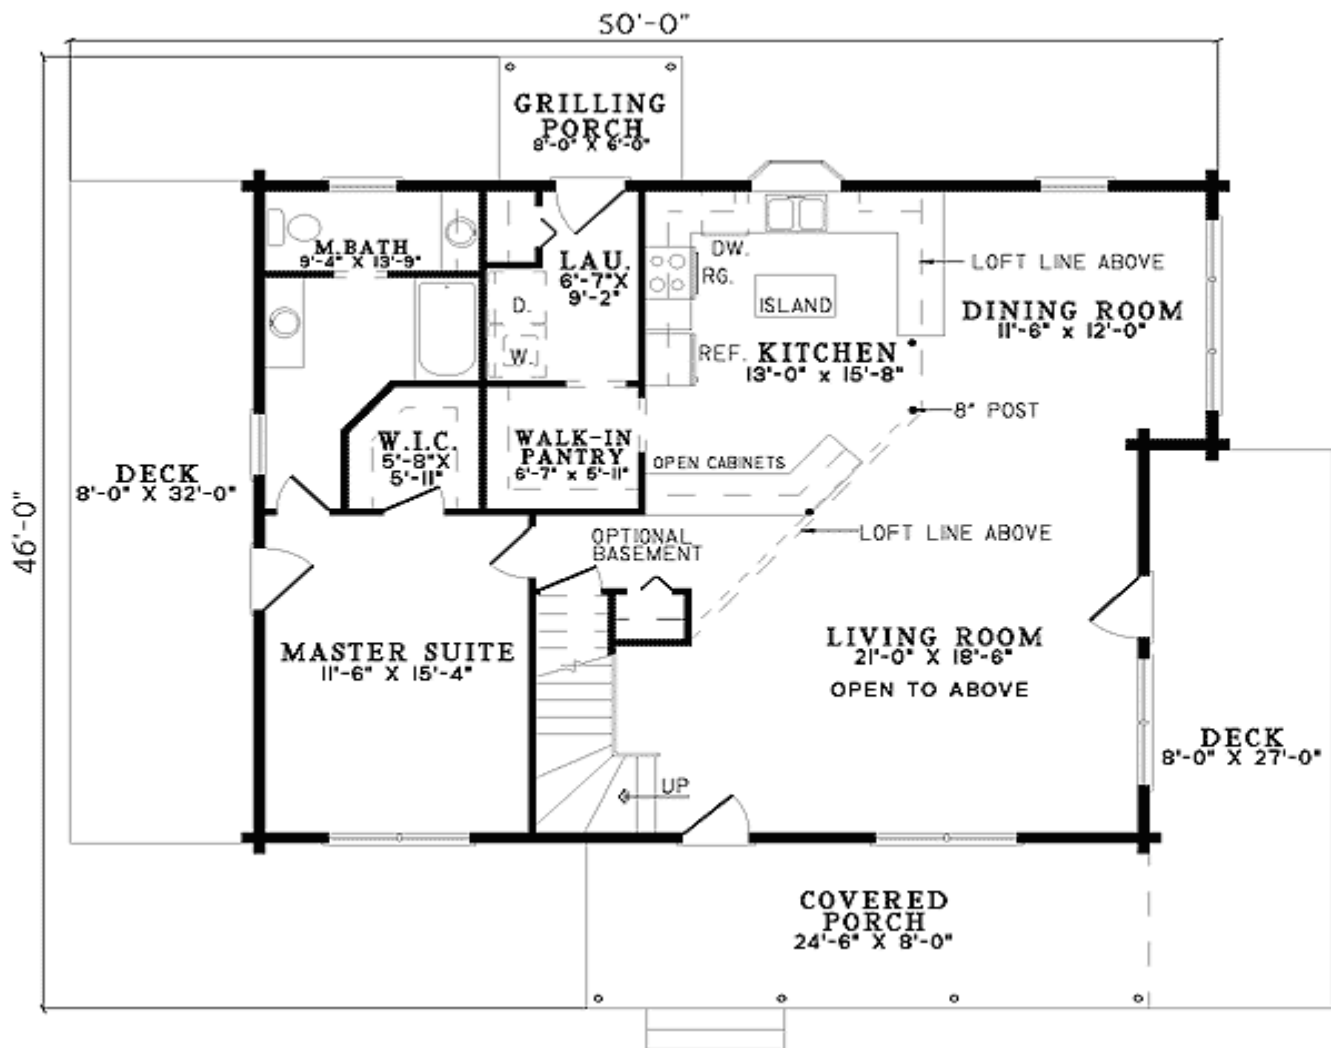 50'-0"
GRILLING
PORCH
8'-0" X 6'-0"
M.BATH
9'-4" X 13'-9"
LAU.
6'-7"X
9'-2"
DW.
RG.
ISLAND
LOFT LINE ABOVE
DINING ROOM
11'-6" x 12'-0"
D.
W.
REF.
KITCHEN
13'-0" x 15'-8"
8" POST
W.I.C.
5'-8"X
5'-11"
WALK-IN
PANTRY
6'-7" x 5'-11"
OPEN CABINETS
DECK
8'-0" X 32'-0"
46'-0"
OPTIONAL
BASEMENT
LOFT LINE ABOVE
MASTER SUITE
11'-6" X 15'-4"
LIVING ROOM
21'-0" X 18'-6"
OPEN TO ABOVE
DECK
8'-0" X 27'-0"
UP
COVERED
PORCH
24'-6" X 8'-0"